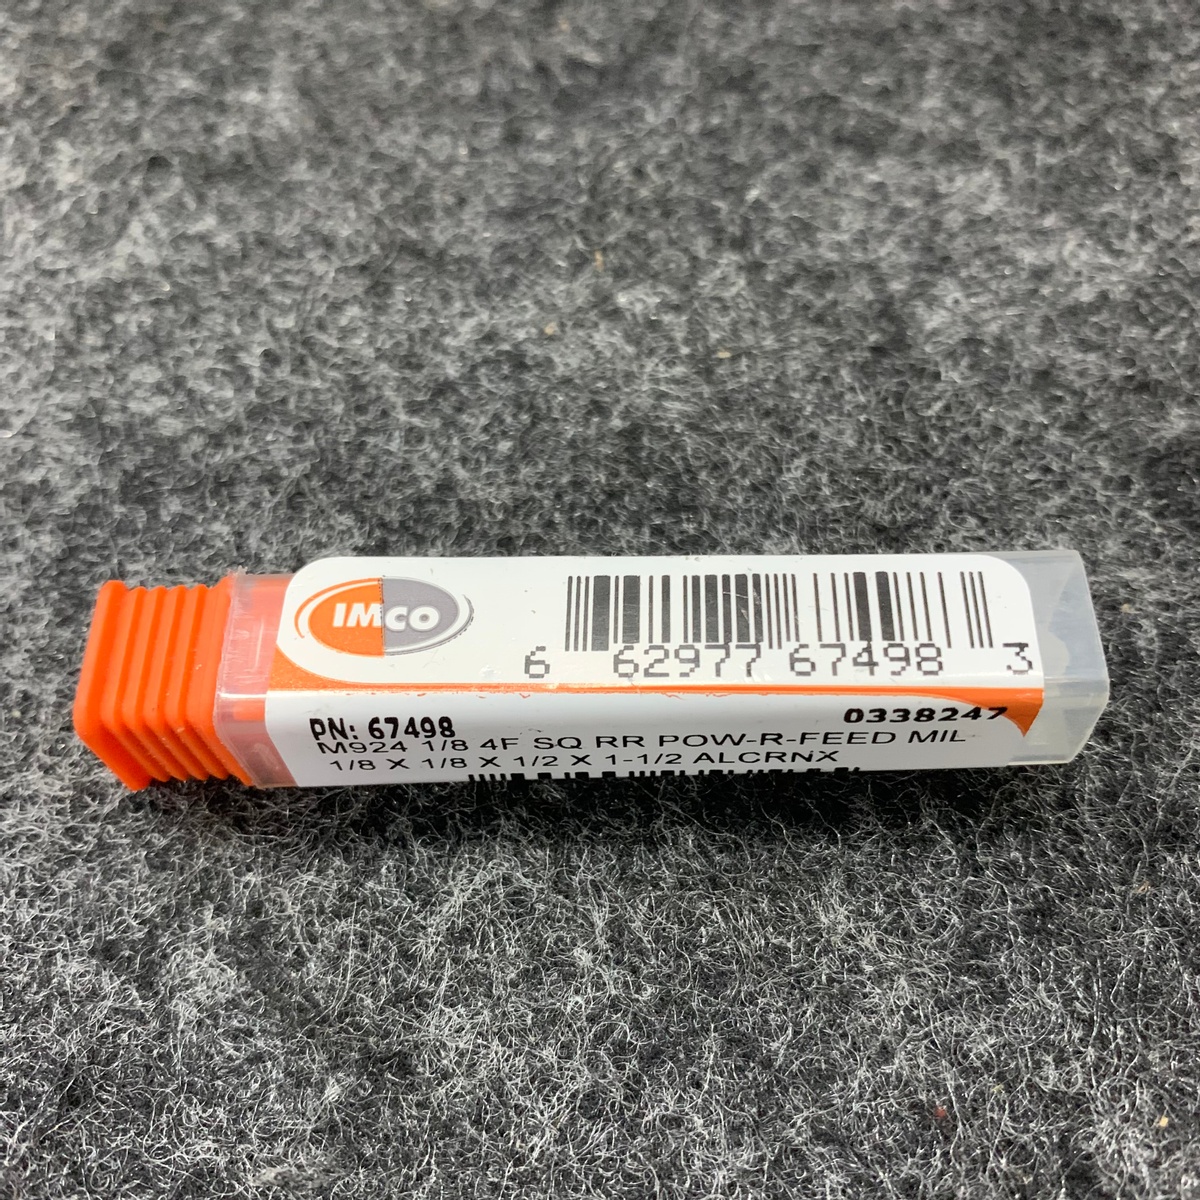 IMCO
6 62977 67498 3
PN: 67498
0338247
M924 1/8 4F SQ RR POW-R-FEED MIL
1/8 X 1/8 X 1/2 X 1-1/2 ALCRNX